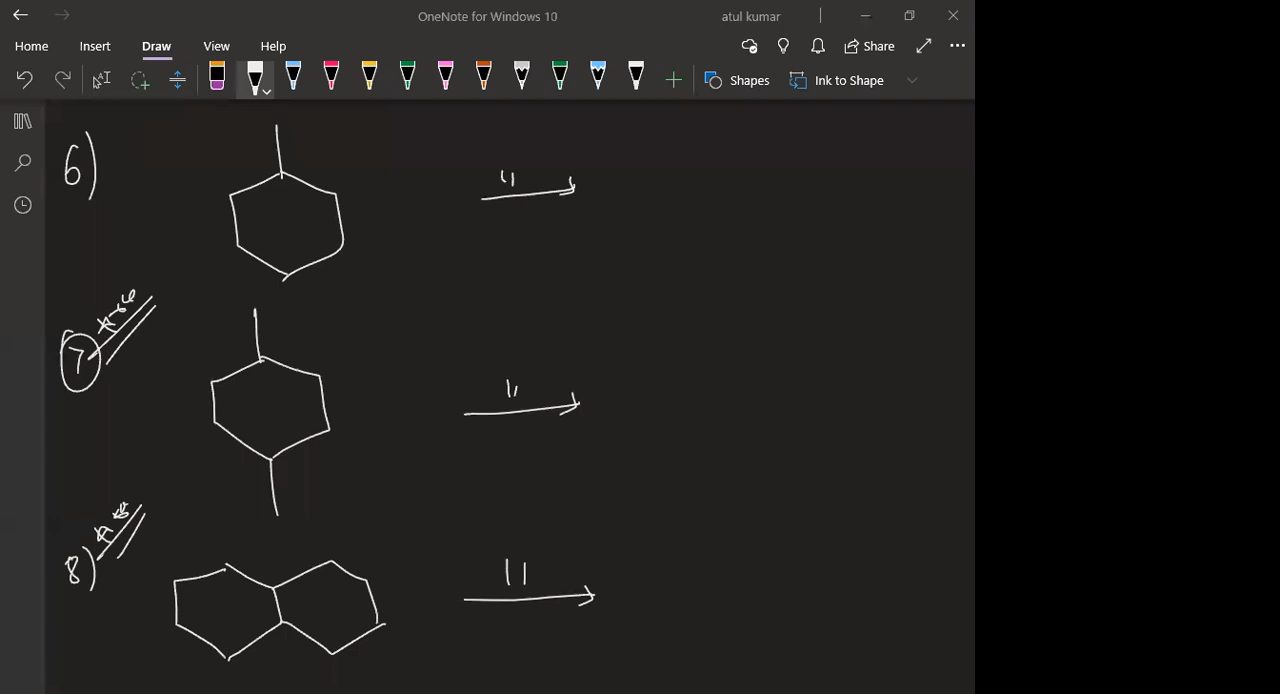 OneNote for Windows 10
atul kumar
Home Insert Draw View Help
Share
Shapes
Ink to Shape
6)
7
8)